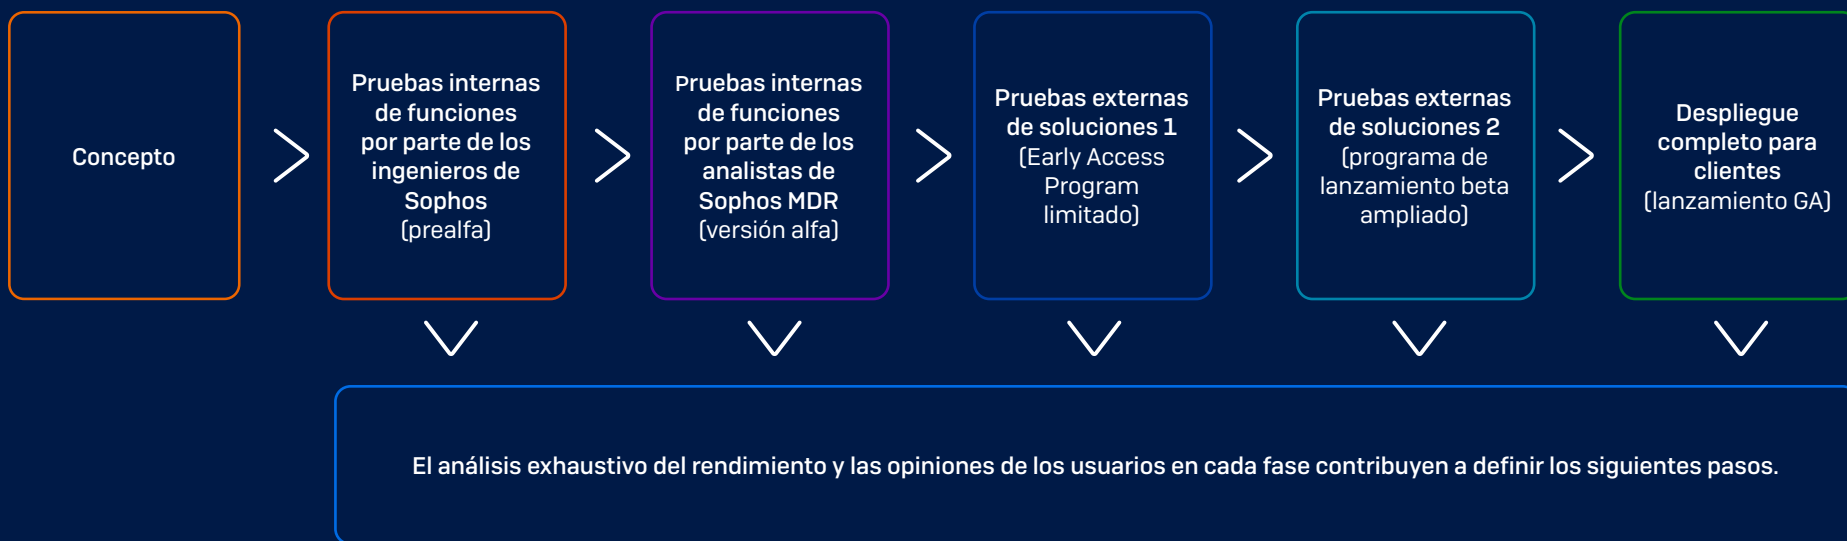 Concepto
Pruebas internas
de funciones
por parte de los
ingenieros de
Sophos
(prealfa)
Pruebas internas
de funciones
por parte de los
analistas de
Sophos MDR
(versión alfa)
Pruebas externas
de soluciones 1
(Early Access
Program
limitado)
Pruebas externas
de soluciones 2
(programa de
lanzamiento beta
ampliado)
Despliegue
completo para
clientes
(lanzamiento GA)
El análisis exhaustivo del rendimiento y las opiniones de los usuarios en cada fase contribuyen a definir los siguientes pasos.